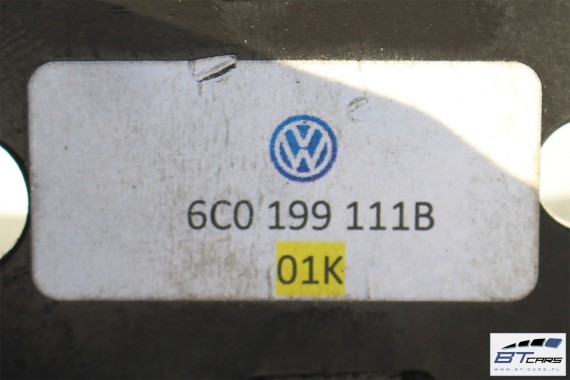 6C0 199 111B
01K
BTCARS
WWW.BT-CARS.PL